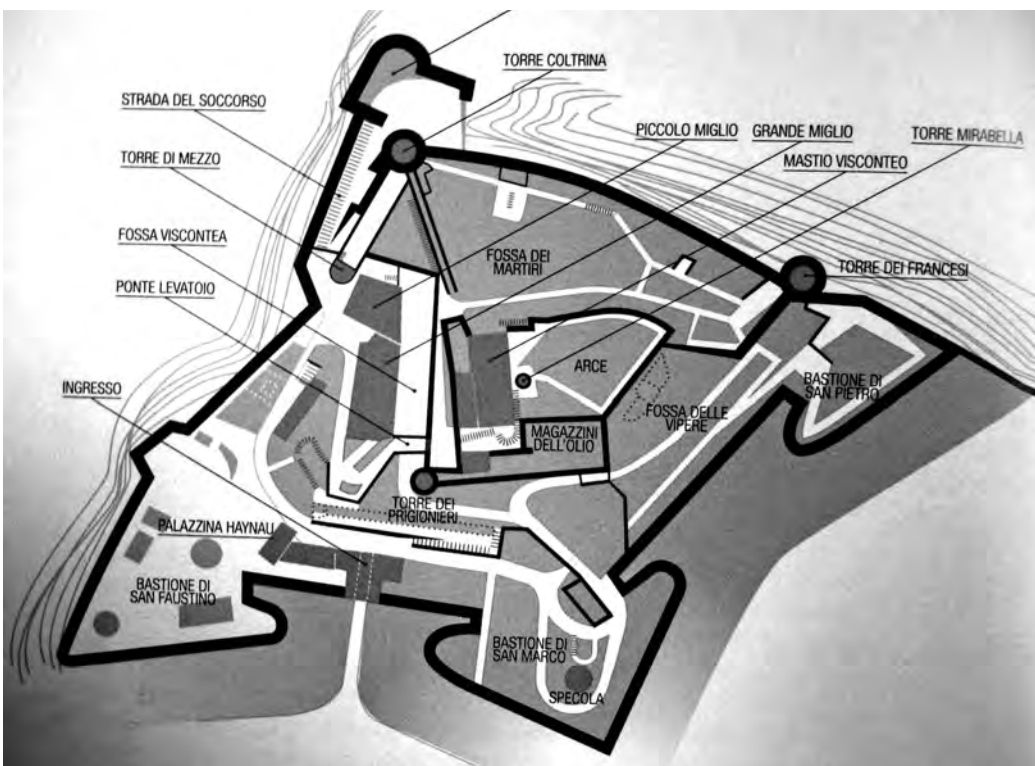 TORRE COLTRINA
STRADA DEL SOCCORSO
PICCOLO MIGLIO
GRANDE MIGLIO
TORRE MIRABELLA
TORRE DI MEZZO
MASTIO VISCONTEO
FOSSA VISCONTEA
FOSSA DEI
MARTIRI
TORRE DEI FRANCESI
PONTE LEVATOIO
ARCE
INGRESSO
BASTIONE DI
SAN PIETRO
FOSSA DELLE
VIPERE
MAGAZZINI
DELL'OLIO
TORRE DEI
PRIGIONIERI
PALAZZINA HAYNAU
BASTIONE DI
SAN FAUSTINO
BASTIONE DI
SAN MARCO
SPECOLA